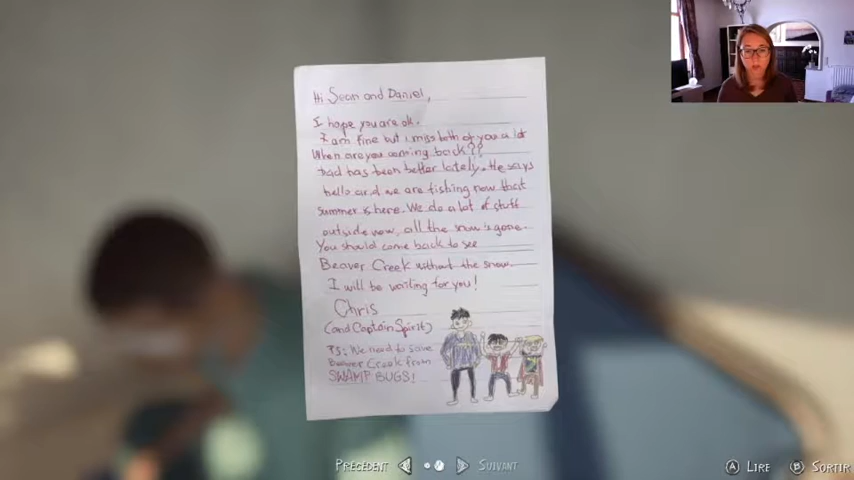 Hi Sean and Daniel,
I hope you are ok.
I am fine but i miss both of you a lot
When are you coming back??
Dad has been better lately. He says
hello and we are fishing now that
summer is here. We do a lot of stuff
outside now, all the snow is gone.
You should come back to see
Beaver Creek without the snow.
I will be waiting for you!
Chris
(and Captain Spirit)
PS: We need to save
Beaver Creek from
SWAMP BUGS!
PRÉCÉDENT
SUIVANT
A LIRE
B SORTIR